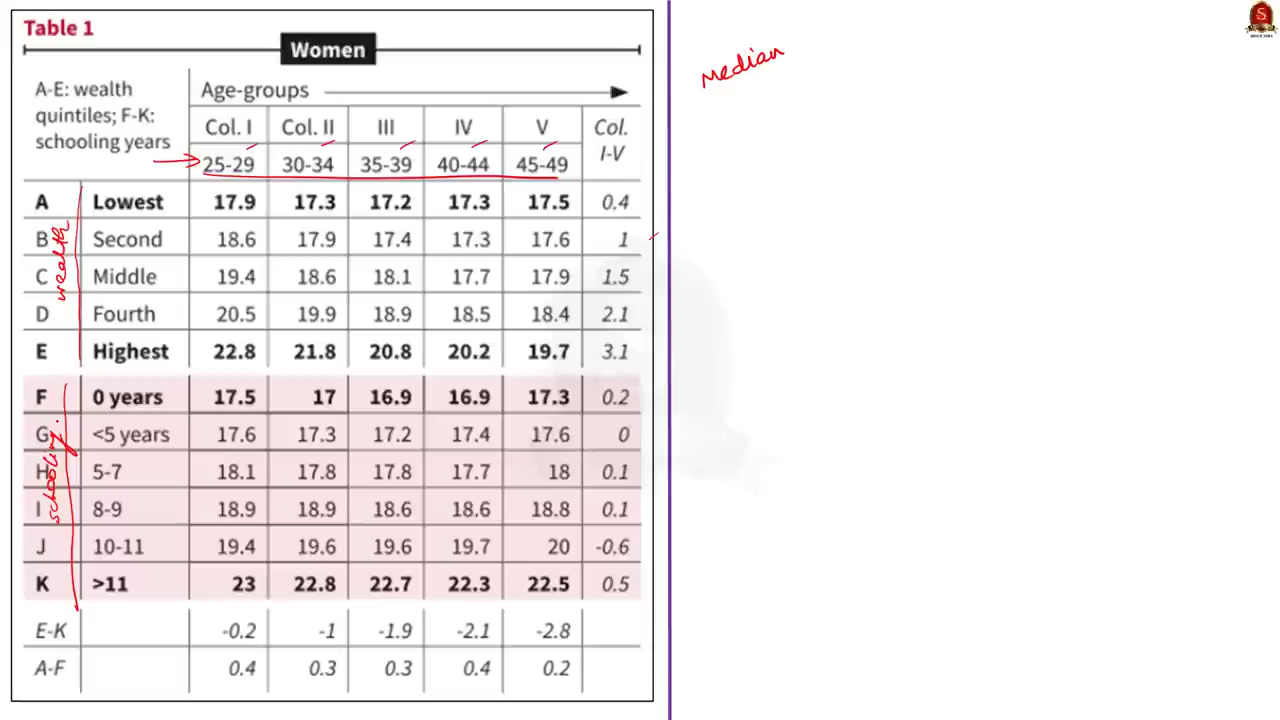 Table 1
Women
A-E: wealth quintiles; F-K: schooling years
Age-groups
Col. I Col. II III IV V Col. I-V
25-29 30-34 35-39 40-44 45-49
A Lowest 17.9 17.3 17.2 17.3 17.5 0.4
B Second 18.6 17.9 17.4 17.3 17.6 1
C Middle 19.4 18.6 18.1 17.7 17.9 1.5
D Fourth 20.5 19.9 18.9 18.5 18.4 2.1
E Highest 22.8 21.8 20.8 20.2 19.7 3.1
F 0 years 17.5 17 16.9 16.9 17.3 0.2
G <5 years 17.6 17.3 17.2 17.4 17.6 0
H 5-7 18.1 17.8 17.8 17.7 18 0.1
I 8-9 18.9 18.9 18.6 18.6 18.8 0.1
J 10-11 19.4 19.6 19.6 19.7 20 -0.6
K >11 23 22.8 22.7 22.3 22.5 0.5
E-K -0.2 -1 -1.9 -2.1 -2.8
A-F 0.4 0.3 0.3 0.4 0.2
wealth
schooling.
Median
S